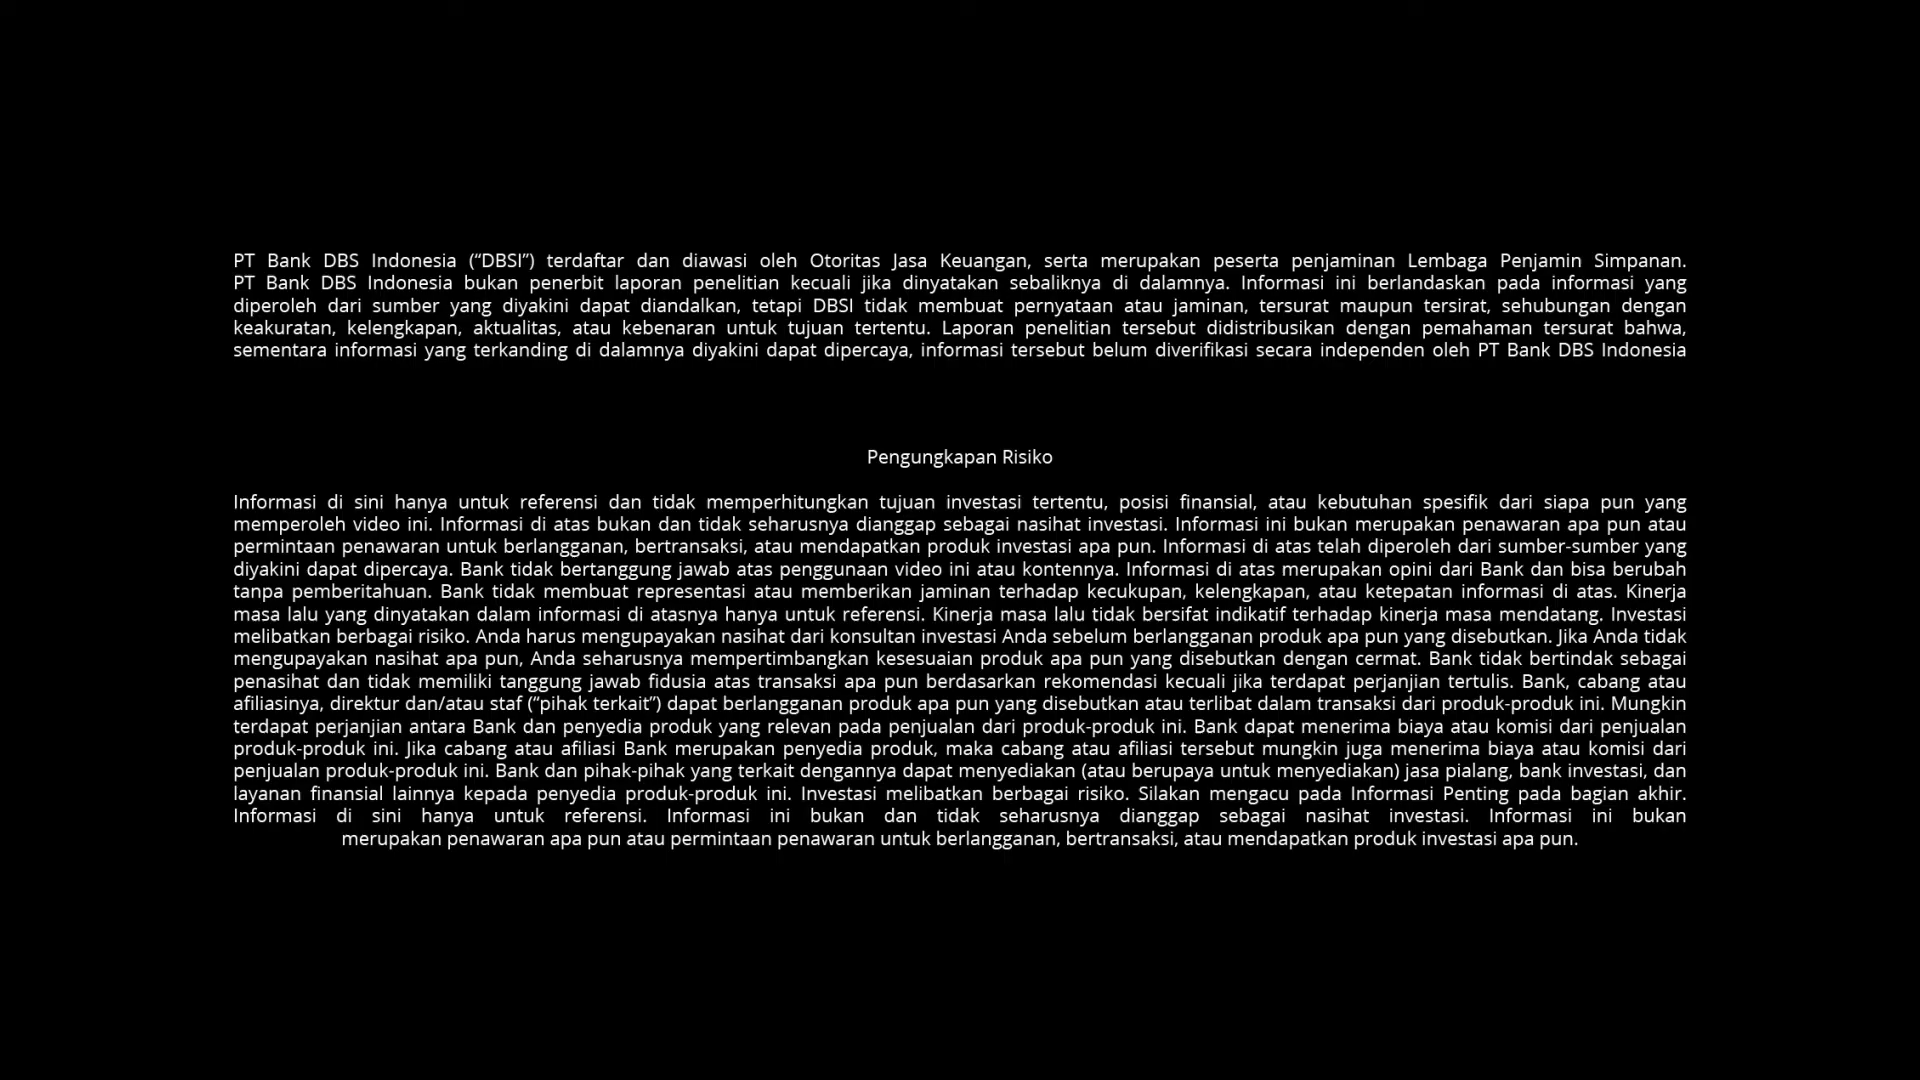 PT Bank DBS Indonesia (“DBSI”) terdaftar dan diawasi oleh Otoritas Jasa Keuangan, serta merupakan peserta penjaminan Lembaga Penjamin Simpanan.
PT Bank DBS Indonesia bukan penerbit laporan penelitian kecuali jika dinyatakan sebaliknya di dalamnya. Informasi ini berlandaskan pada informasi yang
diperoleh dari sumber yang diyakini dapat diandalkan, tetapi DBSI tidak membuat pernyataan atau jaminan, tersurat maupun tersirat, sehubungan dengan
keakuratan, kelengkapan, aktualitas, atau kebenaran untuk tujuan tertentu. Laporan penelitian tersebut didistribusikan dengan pemahaman tersurat bahwa,
sementara informasi yang terkanding di dalamnya diyakini dapat dipercaya, informasi tersebut belum diverifikasi secara independen oleh PT Bank DBS Indonesia
Pengungkapan Risiko
Informasi di sini hanya untuk referensi dan tidak memperhitungkan tujuan investasi tertentu, posisi finansial, atau kebutuhan spesifik dari siapa pun yang
memperoleh video ini. Informasi di atas bukan dan tidak seharusnya dianggap sebagai nasihat investasi. Informasi ini bukan merupakan penawaran apa pun atau
permintaan penawaran untuk berlangganan, bertransaksi, atau mendapatkan produk investasi apa pun. Informasi di atas telah diperoleh dari sumber-sumber yang
diyakini dapat dipercaya. Bank tidak bertanggung jawab atas penggunaan video ini atau kontennya. Informasi di atas merupakan opini dari Bank dan bisa berubah
tanpa pemberitahuan. Bank tidak membuat representasi atau memberikan jaminan terhadap kecukupan, kelengkapan, atau ketepatan informasi di atas. Kinerja
masa lalu yang dinyatakan dalam informasi di atasnya hanya untuk referensi. Kinerja masa lalu tidak bersifat indikatif terhadap kinerja masa mendatang. Investasi
melibatkan berbagai risiko. Anda harus mengupayakan nasihat dari konsultan investasi Anda sebelum berlangganan produk apa pun yang disebutkan. Jika Anda tidak
mengupayakan nasihat apa pun, Anda seharusnya mempertimbangkan kesesuaian produk apa pun yang disebutkan dengan cermat. Bank tidak bertindak sebagai
penasihat dan tidak memiliki tanggung jawab fidusia atas transaksi apa pun berdasarkan rekomendasi kecuali jika terdapat perjanjian tertulis. Bank, cabang atau
afiliasinya, direktur dan/atau staf (“pihak terkait”) dapat berlangganan produk apa pun yang disebutkan atau terlibat dalam transaksi dari produk-produk ini. Mungkin
terdapat perjanjian antara Bank dan penyedia produk yang relevan pada penjualan dari produk-produk ini. Bank dapat menerima biaya atau komisi dari penjualan
produk-produk ini. Jika cabang atau afiliasi Bank merupakan penyedia produk, maka cabang atau afiliasi tersebut mungkin juga menerima biaya atau komisi dari
penjualan produk-produk ini. Bank dan pihak-pihak yang terkait dengannya dapat menyediakan (atau berupaya untuk menyediakan) jasa pialang, bank investasi, dan
layanan finansial lainnya kepada penyedia produk-produk ini. Investasi melibatkan berbagai risiko. Silakan mengacu pada Informasi Penting pada bagian akhir.
Informasi di sini hanya untuk referensi. Informasi ini bukan dan tidak seharusnya dianggap sebagai nasihat investasi. Informasi ini bukan
merupakan penawaran apa pun atau permintaan penawaran untuk berlangganan, bertransaksi, atau mendapatkan produk investasi apa pun.